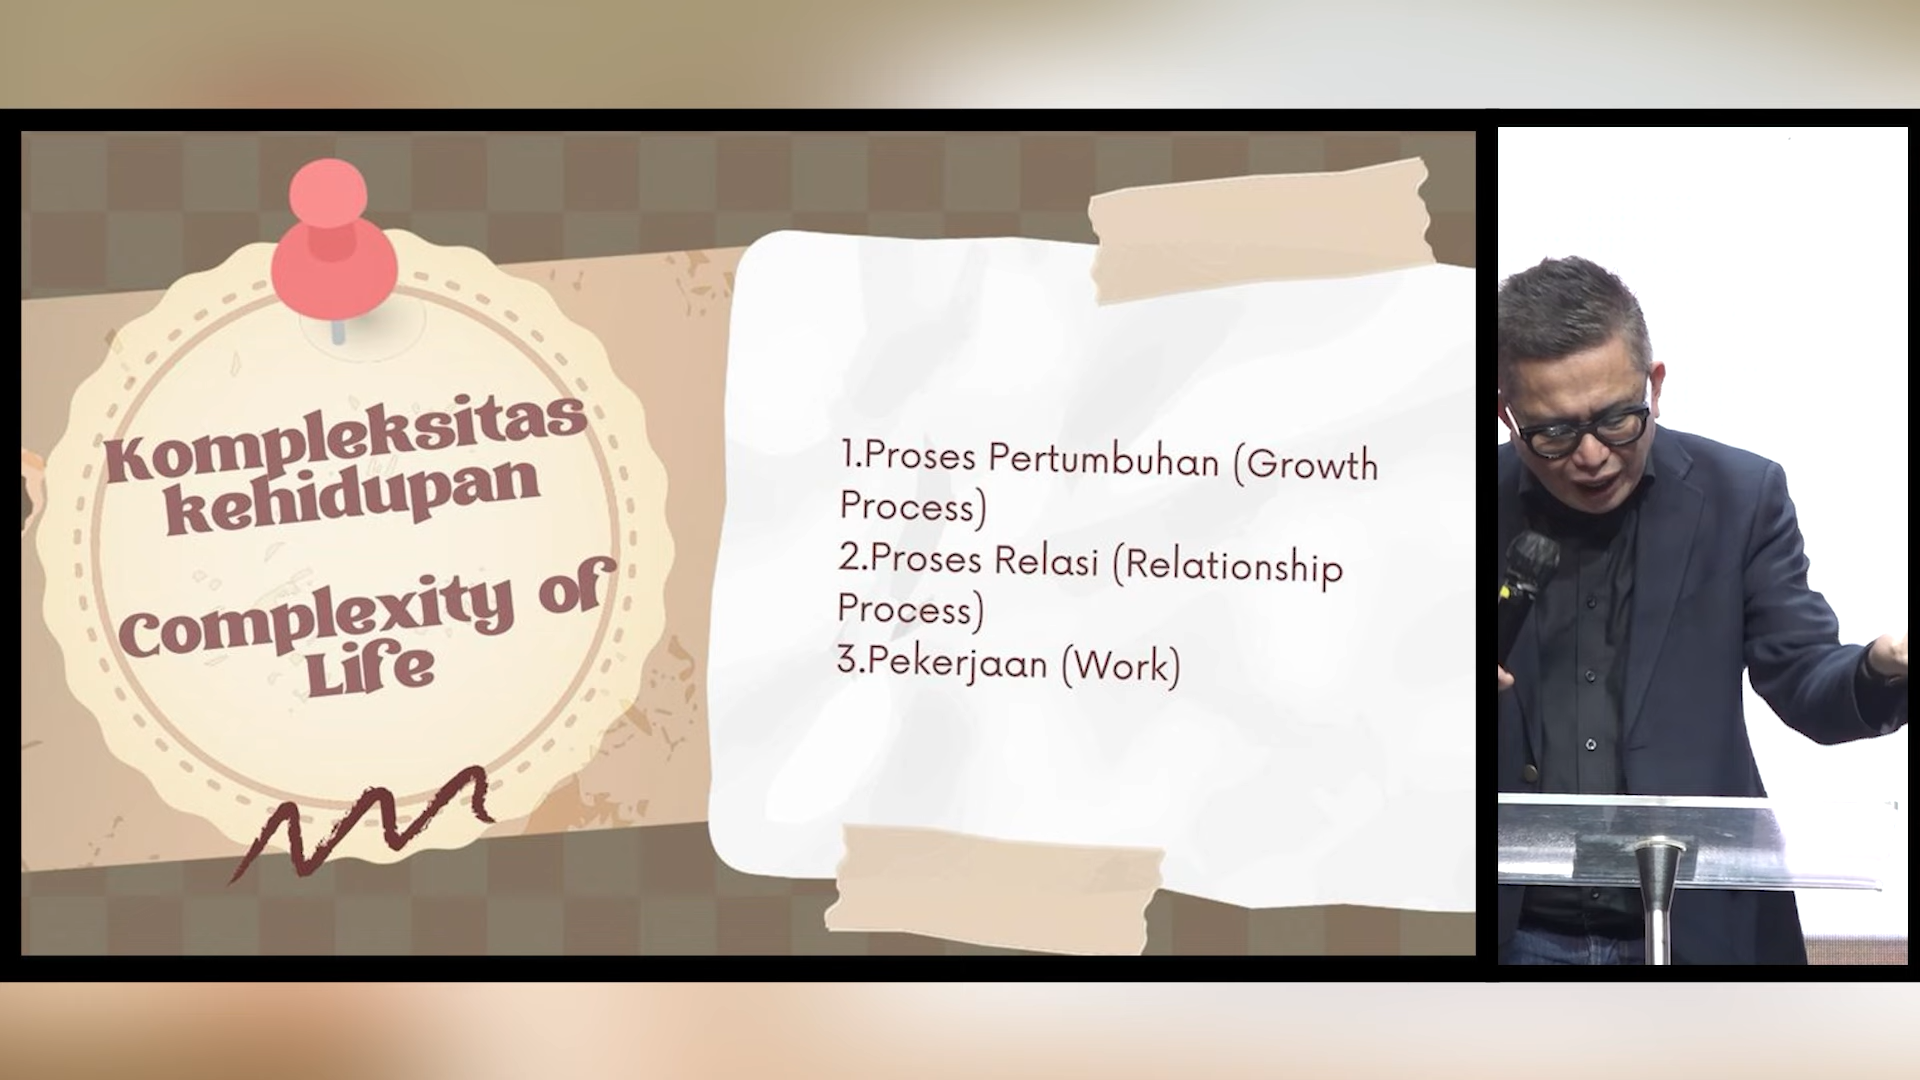 Kompleksitas
kehidupan
Complexity of
Life
1.Proses Pertumbuhan (Growth
Process)
2.Proses Relasi (Relationship
Process)
3.Pekerjaan (Work)